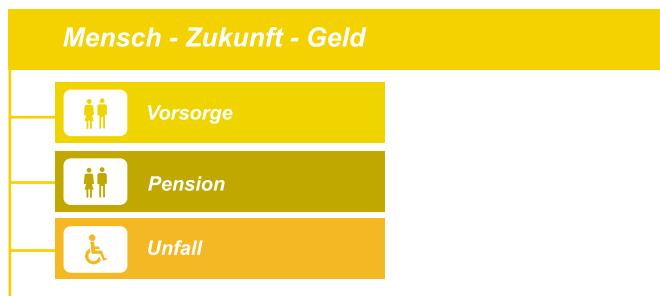 Mensch - Zukunft - Geld
Vorsorge
Pension
Unfall